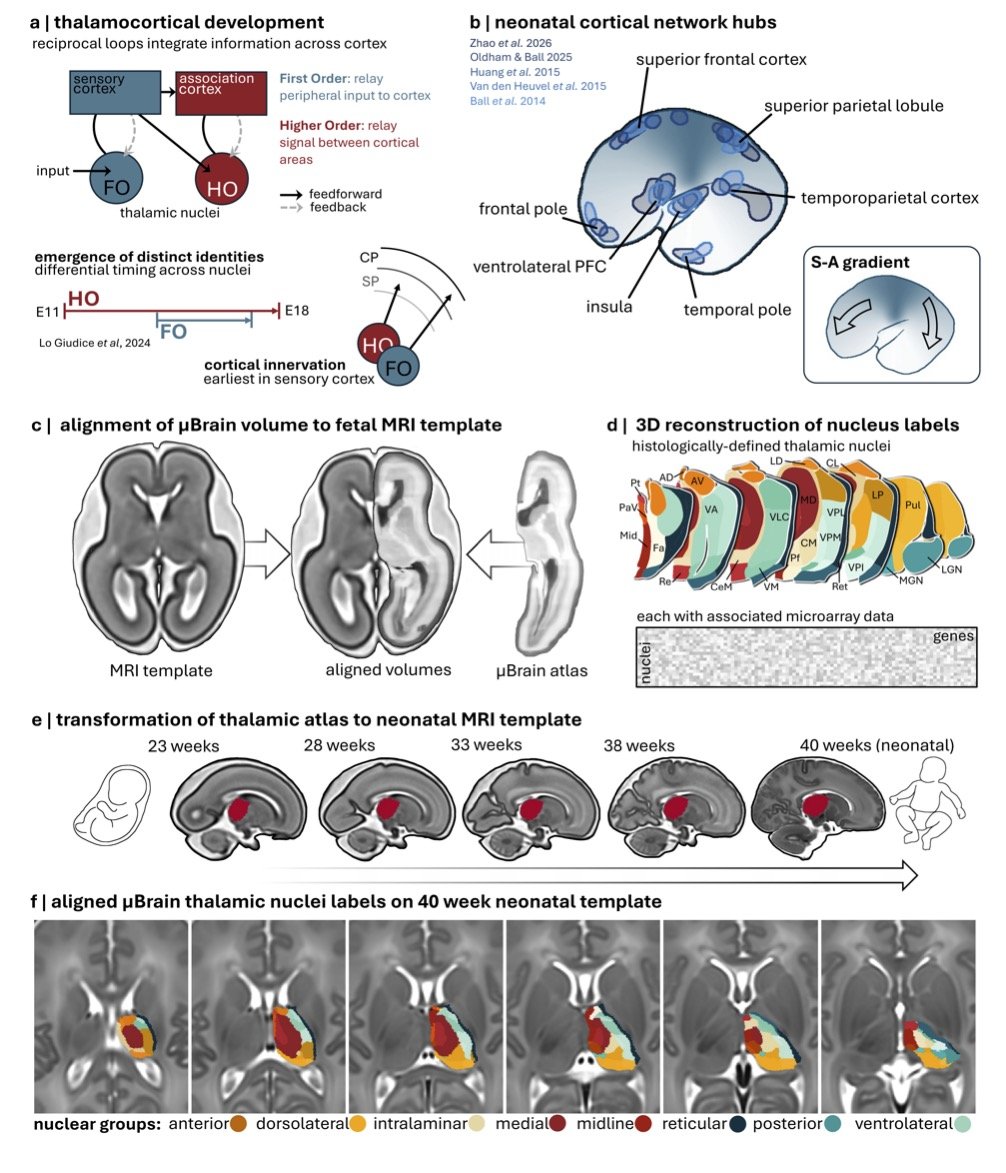 a | thalamocortical development
reciprocal loops integrate information across cortex
sensory
cortex
association
cortex
First Order: relay
peripheral input to cortex
Higher Order: relay
signal between cortical
areas
input
FO
HO
thalamic nuclei
feedforward
feedback
emergence of distinct identities
differential timing across nuclei
E11
HO
E18
FO
Lo Giudice et al, 2024
CP
SP
HO
FO
cortical innervation
earliest in sensory cortex
b | neonatal cortical network hubs
Zhao et al. 2026
Oldham & Ball 2025
Huang et al. 2015
Van den Heuvel et al. 2015
Ball et al. 2014
superior frontal cortex
superior parietal lobule
temporoparietal cortex
frontal pole
ventrolateral PFC
insula
temporal pole
S-A gradient
c | alignment of µBrain volume to fetal MRI template
MRI template
aligned volumes
µBrain atlas
d | 3D reconstruction of nucleus labels
histologically-defined thalamic nuclei
Pt
AD
AV
LD
CL
PaV
VA
VLC
MD
VPL
LP
Pul
Mid
Fa
CM
VPM
Pf
VPI
Re
CeM
VM
Ret
MGN
LGN
each with associated microarray data
genes
nuclei
e | transformation of thalamic atlas to neonatal MRI template
23 weeks
28 weeks
33 weeks
38 weeks
40 weeks (neonatal)
f | aligned µBrain thalamic nuclei labels on 40 week neonatal template
nuclear groups: anterior dorsolateral intralaminar medial midline reticular posterior ventrolateral